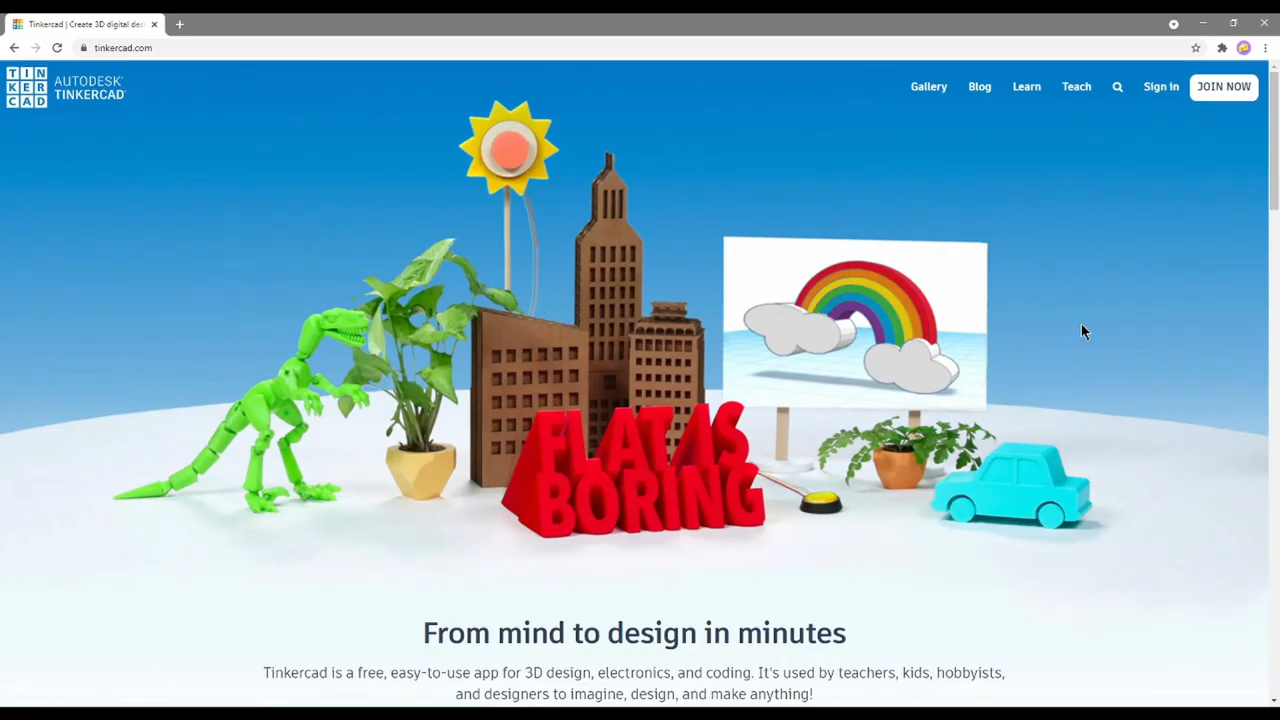 Tinkercad | Create 3D digital des
tinkercad.com
TIN
KER
CAD
AUTODESK
TINKERCAD
Gallery Blog Learn Teach Sign in JOIN NOW
FLAT IS
BORING
From mind to design in minutes
Tinkercad is a free, easy-to-use app for 3D design, electronics, and coding. It's used by teachers, kids, hobbyists,
and designers to imagine, design, and make anything!